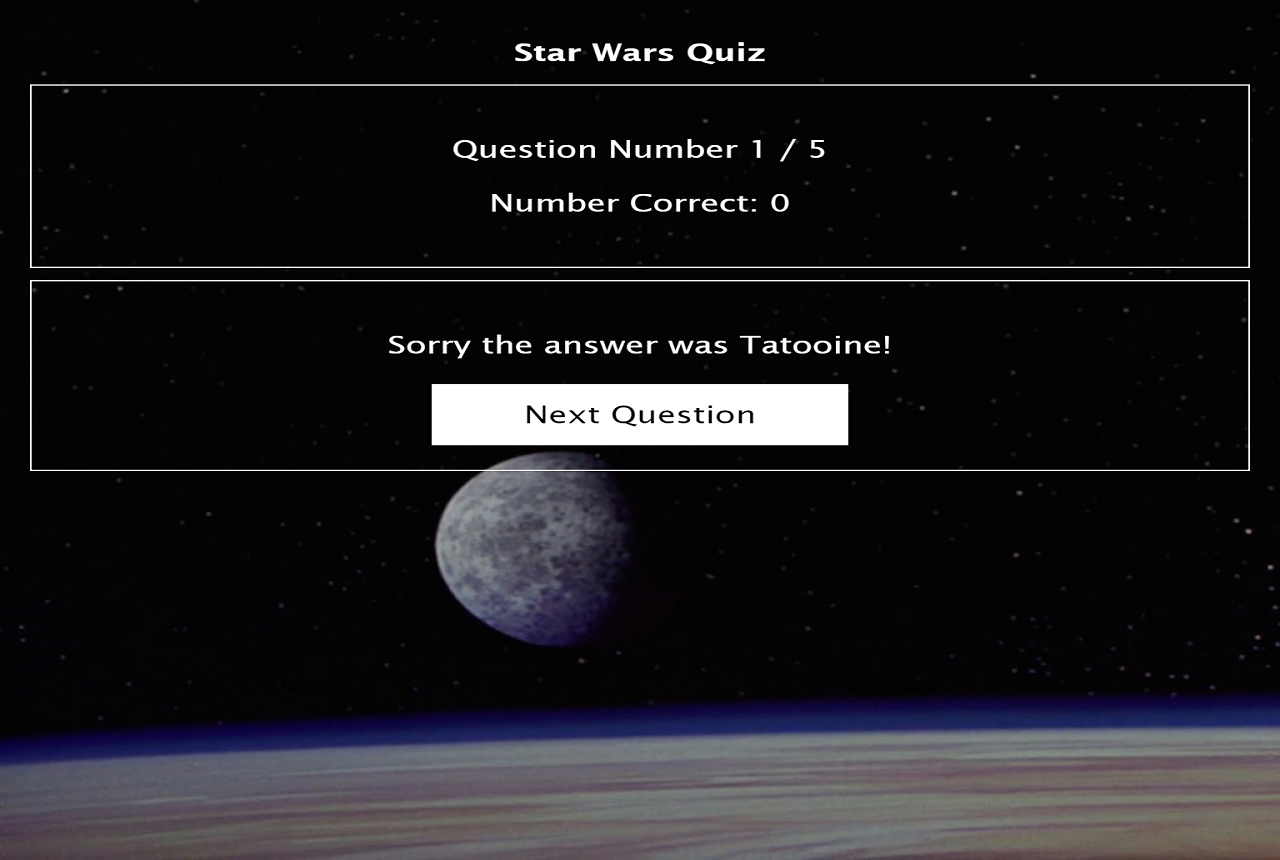 Star Wars Quiz
Question Number 1 / 5
Number Correct: 0
Sorry the answer was Tatooine!
Next Question